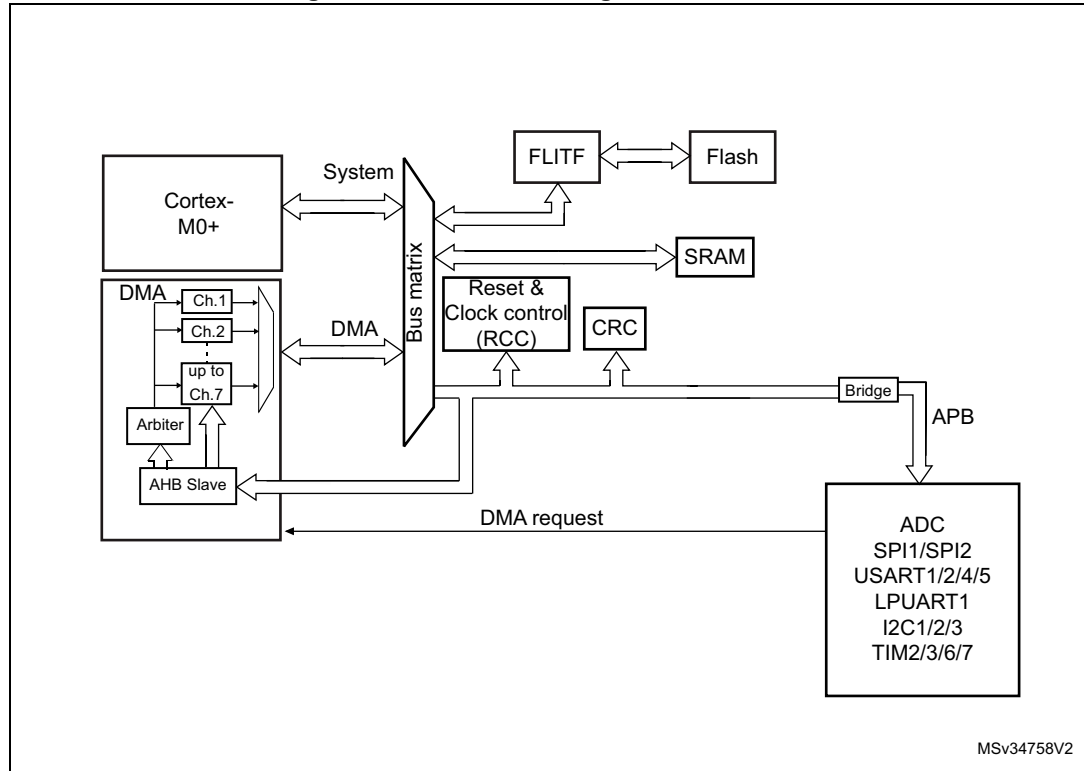 Cortex-
M0+
System
FLITF
Flash
Bus matrix
SRAM
DMA
Ch.1
Ch.2
up to
Ch.7
Arbiter
AHB Slave
DMA
Reset &
Clock control
(RCC)
CRC
Bridge
APB
DMA request
ADC
SPI1/SPI2
USART1/2/4/5
LPUART1
I2C1/2/3
TIM2/3/6/7
MSv34758V2